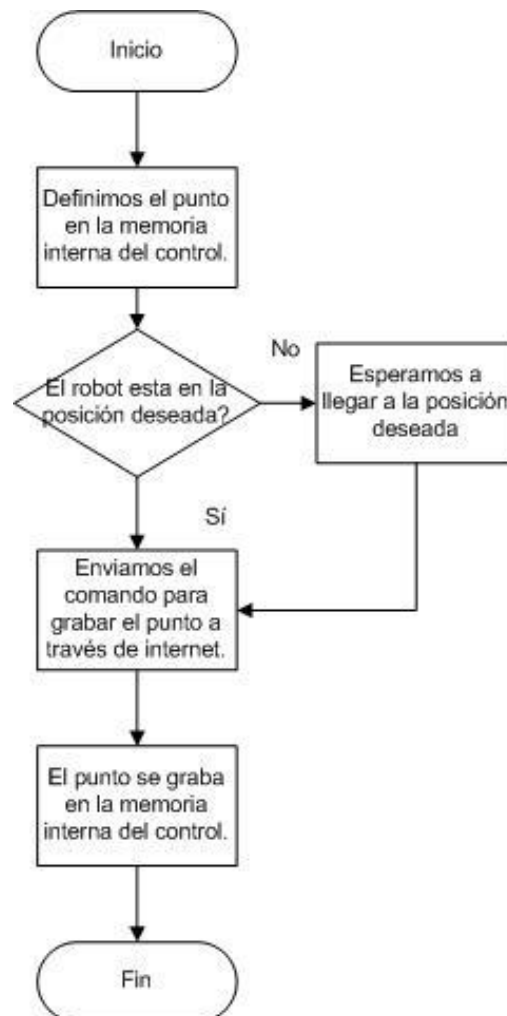 Inicio
Definimos el punto
en la memoria
interna del control.
El robot esta en la
posición deseada?
No
Esperamos a
llegar a la posición
deseada
Sí
Enviamos el
comando para
grabar el punto a
través de internet.
El punto se graba
en la memoria
interna del control.
Fin